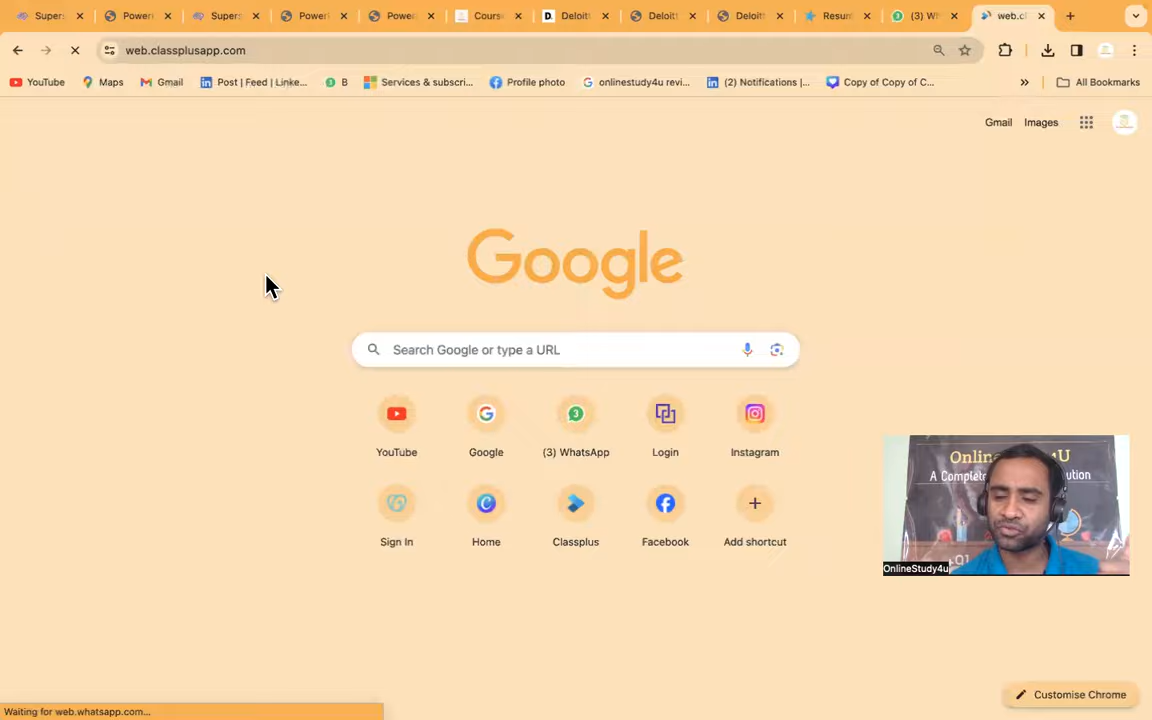 Supers
Power
Supers
Power
Power
Cours
Deloitt
Deloitt
Deloitt
Resum
(3) Wh
web.cl
web.classplusapp.com
YouTube
Maps
Gmail
Post | Feed | Linke...
B
Services & subscri...
Profile photo
onlinestudy4u revi...
(2) Notifications |...
Copy of Copy of C...
»
All Bookmarks
Gmail
Images
Google
Search Google or type a URL
YouTube
Google
(3) WhatsApp
Login
Instagram
Sign In
Home
Classplus
Facebook
Add shortcut
OnlineStudy4u
Customise Chrome
Waiting for web.whatsapp.com...